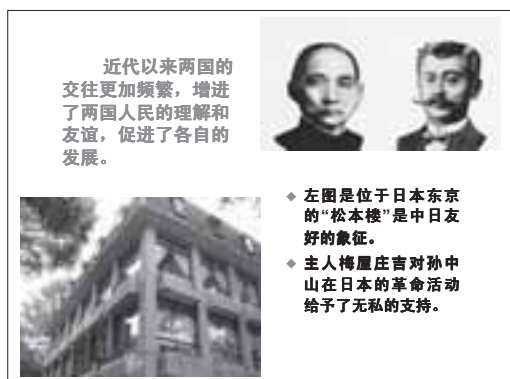 近代以来两国的
交往更加频繁，增进
了两国人民的理解和
友谊，促进了各自的
发展。
◆ 左图是位于日本东京
的“松本楼”是中日友
好的象征。
◆ 主人梅屋庄吉对孙中
山在日本的革命活动
给予了无私的支持。